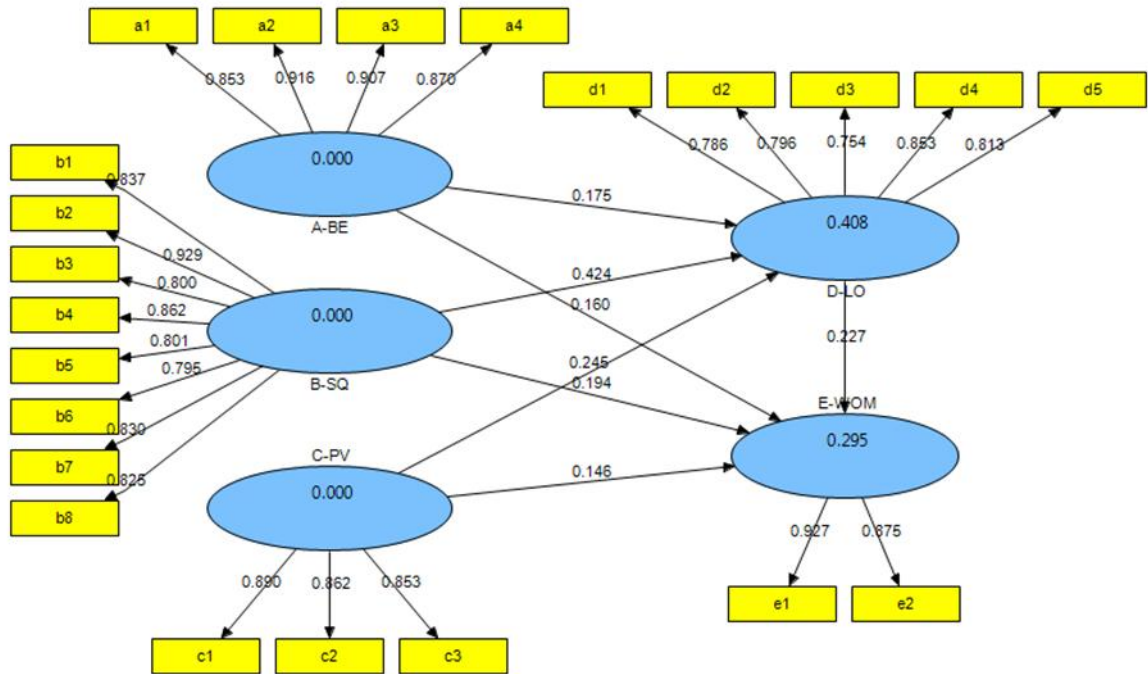 a1
a2
a3
a4
0.853
0.916
0.907
0.870
d1
d2
d3
d4
d5
0.786
0.796
0.754
0.853
0.813
b1
b2
b3
b4
b5
b6
b7
b8
0.837
0.929
0.800
0.862
0.801
0.795
0.830
0.825
0.000
A-BE
0.000
B-SQ
C-PV
0.000
0.175
0.424
0.160
0.245
0.194
0.146
0.408
D-LO
0.227
E-WOM
0.295
0.890
0.862
0.853
c1
c2
c3
0.927
0.875
e1
e2